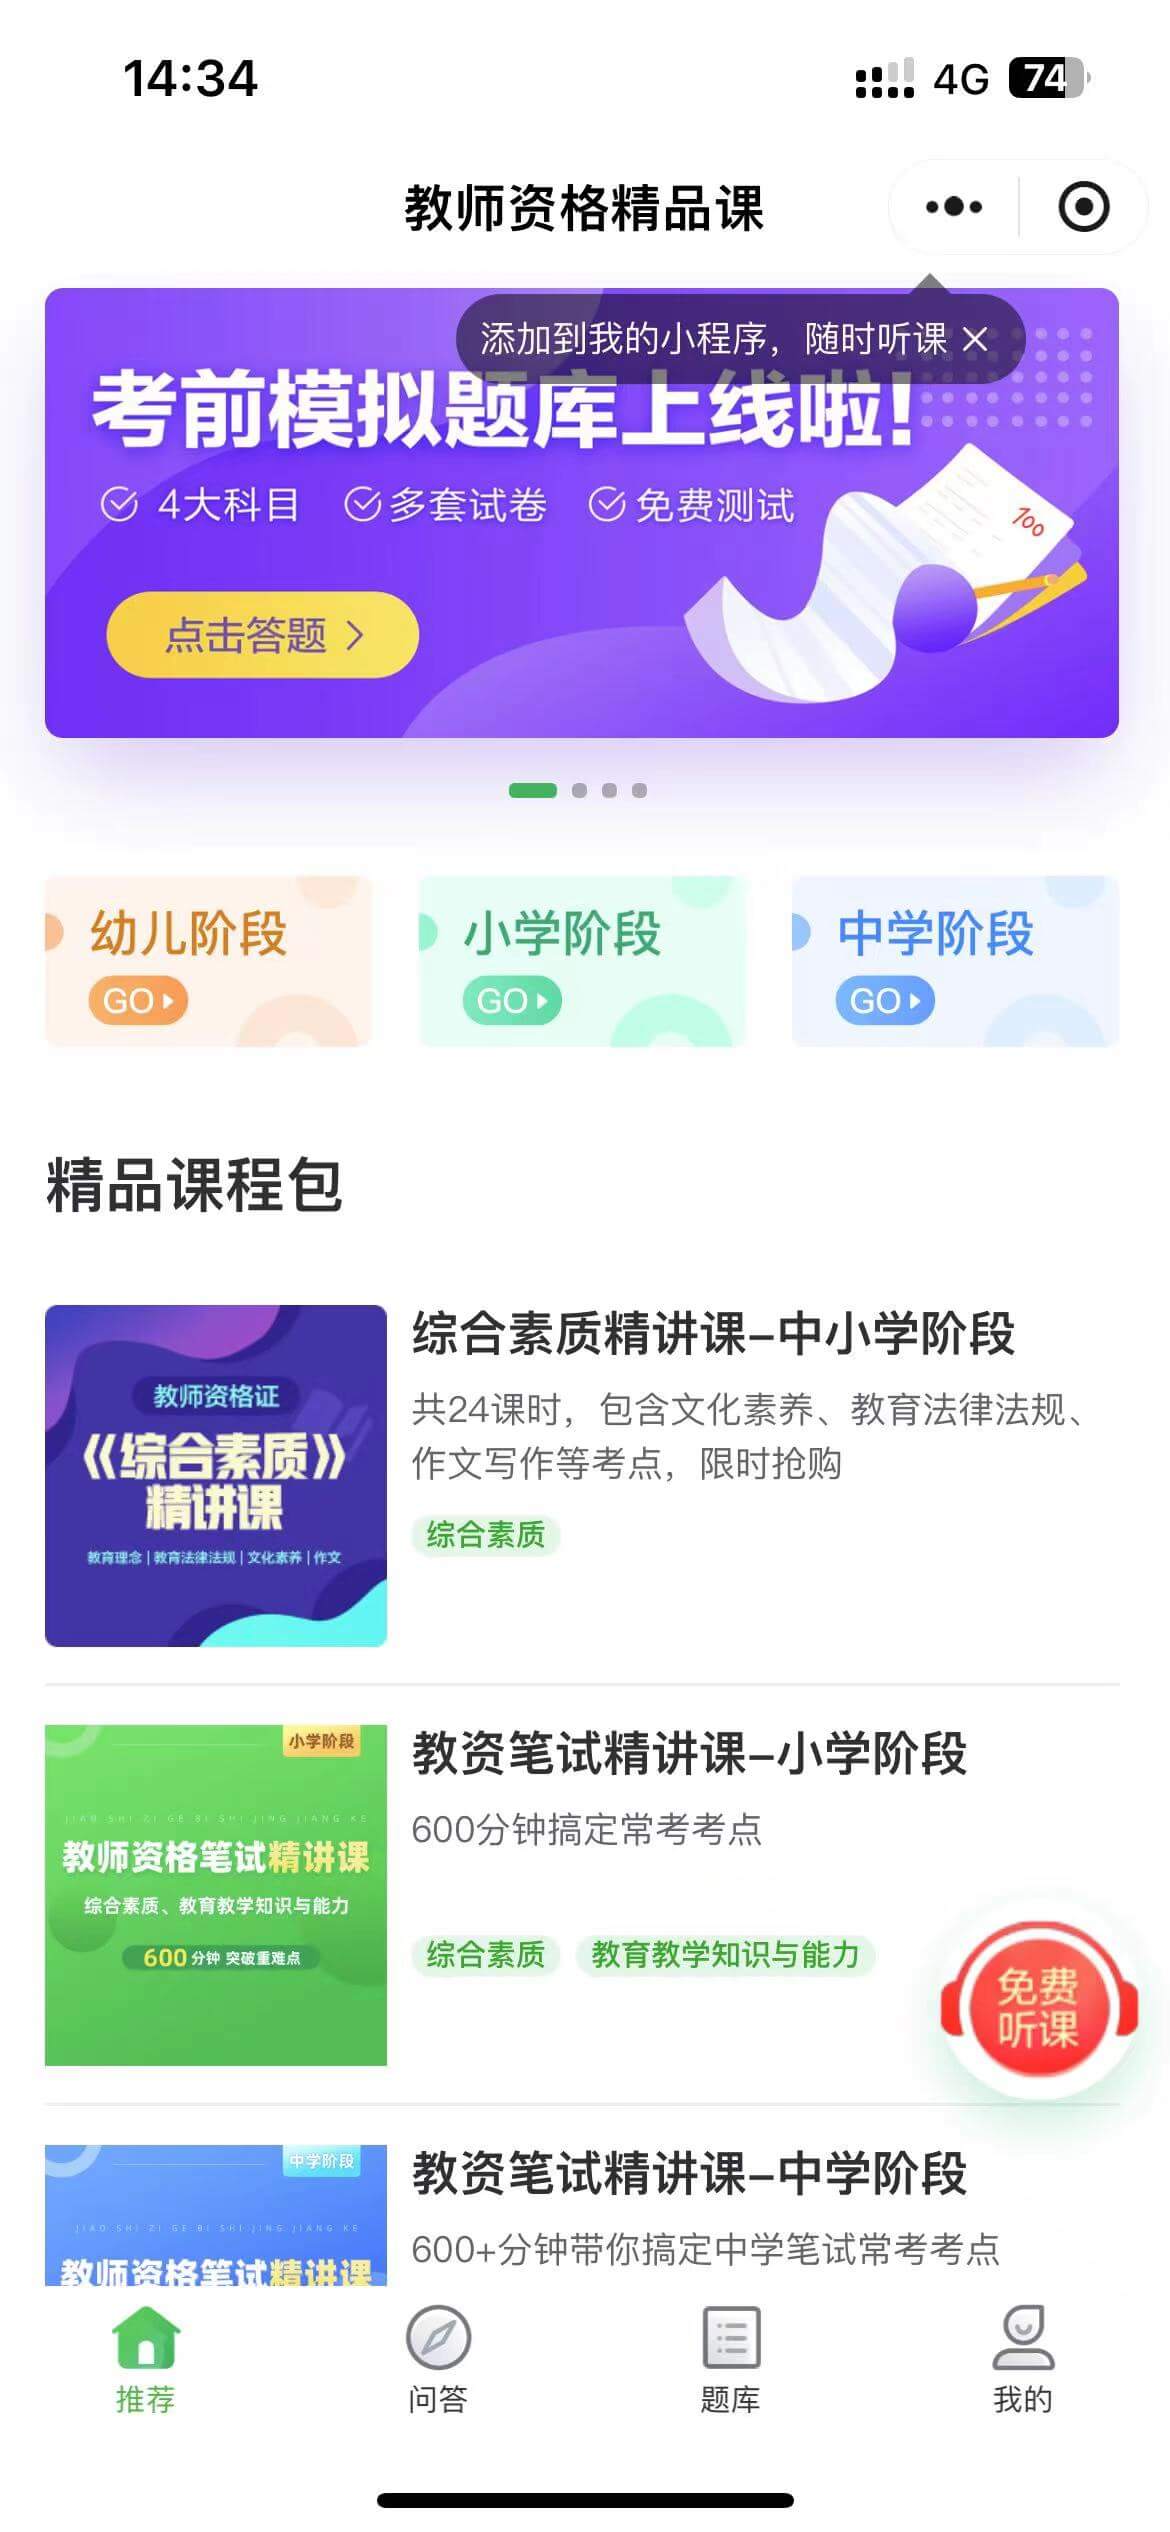 14:34
4G 74
教师资格精品课
添加到我的小程序，随时听课
考前模拟题库上线啦!
4大科目 多套试卷 免费测试
100
点击答题
幼儿阶段 小学阶段 中学阶段
GO GO GO
精品课程包
教师资格证
《综合素质》
精讲课
教育理念|教育法律法规|文化素养|作文
综合素质精讲课-中小学阶段
共24课时，包含文化素养、教育法律法规、
作文写作等考点，限时抢购
综合素质
小学阶段
JIAO SHI ZI GE BI SHI JING JIANG KE
教师资格笔试精讲课
综合素质、教育教学知识与能力
600分钟 突破重难点
教资笔试精讲课-小学阶段
600分钟搞定常考考点
综合素质 教育教学知识与能力
免费
听课
中学阶段
JIAO SHI ZI GE BI SHI JING JIANG KE
教师资格笔试精讲课
教资笔试精讲课-中学阶段
600+分钟带你搞定中学笔试常考考点
推荐 问答 题库 我的